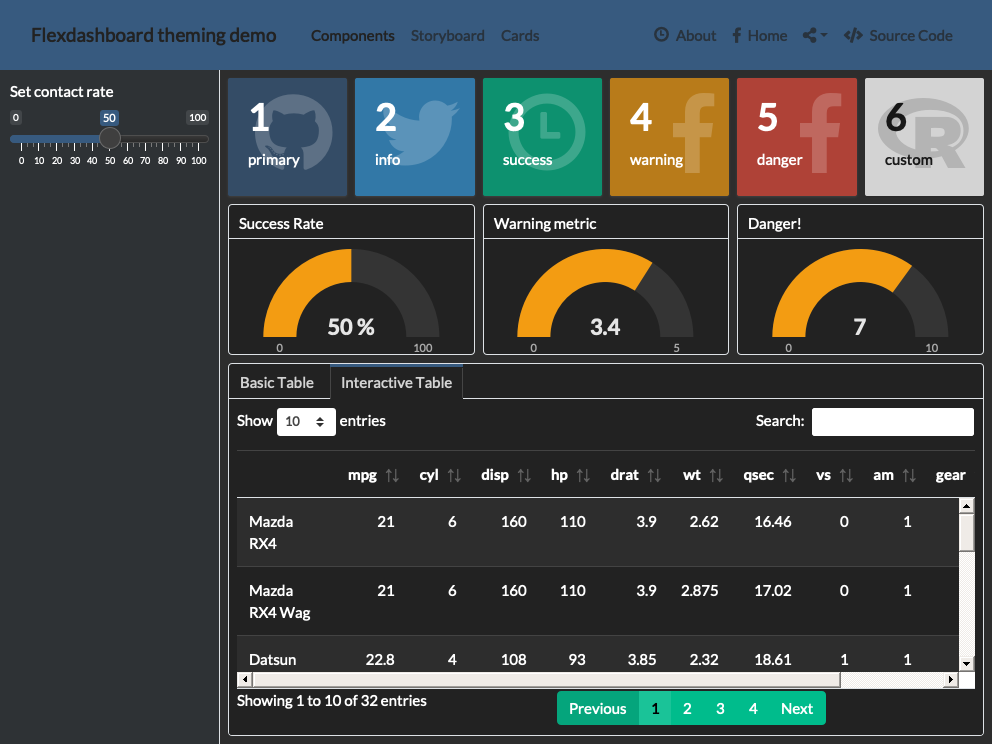 Flexdashboard theming demo Components Storyboard Cards About Home Source Code
Set contact rate
0 50 100
0 10 20 30 40 50 60 70 80 90 100
1 2 3 4 5 6
primary info success warning danger custom
Success Rate Warning metric Danger!
50 % 3.4 7
0 100 0 5 0 10
Basic Table Interactive Table
Show 10 entries Search:
mpg cyl disp hp drat wt qsec vs am gear
Mazda 21 6 160 110 3.9 2.62 16.46 0 1
RX4
Mazda 21 6 160 110 3.9 2.875 17.02 0 1
RX4 Wag
Datsun 22.8 4 108 93 3.85 2.32 18.61 1 1
Showing 1 to 10 of 32 entries Previous 1 2 3 4 Next